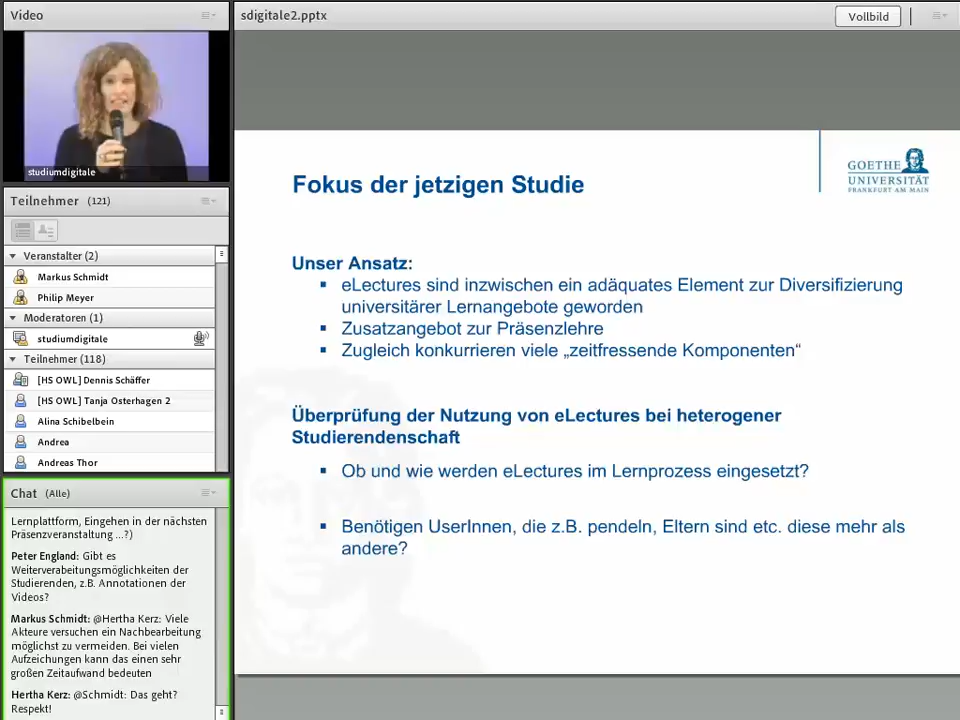 Video
studiumdigitale
Teilnehmer (121)
Veranstalter (2)
Markus Schmidt
Philip Meyer
Moderatoren (1)
studiumdigitale
Teilnehmer (118)
[HS OWL] Dennis Schäffer
[HS OWL] Tanja Osterhagen 2
Alina Schibelbein
Andrea
Andreas Thor
Chat (Alle)
Lernplattform, Eingehen in der nächsten
Präsenzveranstaltung ...?)
Peter England: Gibt es
Weiterverabeitungsmöglichkeiten der
Studierenden, z.B. Annotationen der
Videos?
Markus Schmidt: @Hertha Kerz: Viele
Akteure versuchen ein Nachbearbeitung
möglichst zu vermeiden. Bei vielen
Aufzeichungen kann das einen sehr
großen Zeitaufwand bedeuten
Hertha Kerz: @Schmidt: Das geht?
Respekt!
sdigitale2.pptx
Vollbild
GOETHE
UNIVERSITÄT
FRANKFURT AM MAIN
Fokus der jetzigen Studie
Unser Ansatz:
▪ eLectures sind inzwischen ein adäquates Element zur Diversifizierung
universitärer Lernangebote geworden
▪ Zusatzangebot zur Präsenzlehre
▪ Zugleich konkurrieren viele „zeitfressende Komponenten“
Überprüfung der Nutzung von eLectures bei heterogener
Studierendenschaft
▪ Ob und wie werden eLectures im Lernprozess eingesetzt?
▪ Benötigen UserInnen, die z.B. pendeln, Eltern sind etc. diese mehr als
andere?